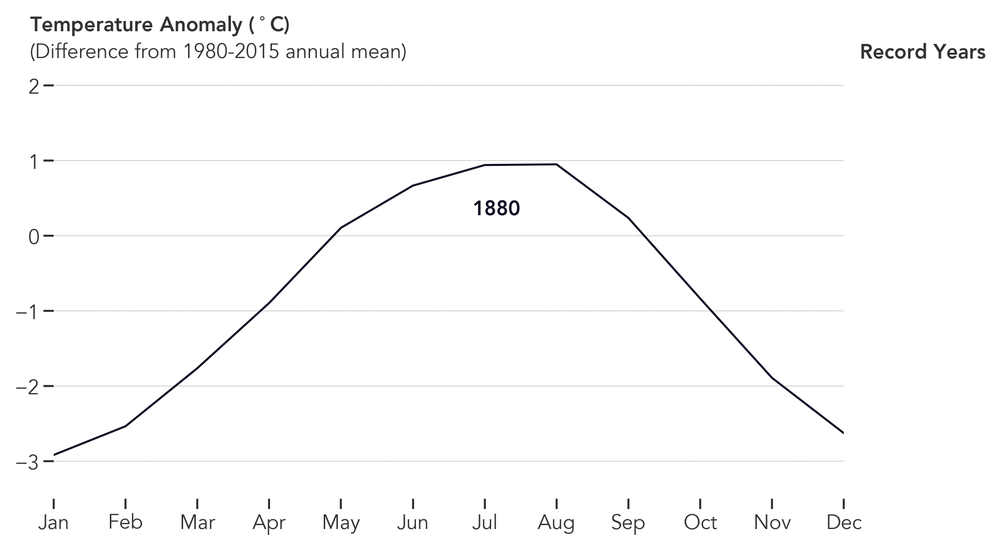 Temperature Anomaly (°C)
(Difference from 1980-2015 annual mean)
Record Years
2
1
1880
0
−1
−2
−3
Jan Feb Mar Apr May Jun Jul Aug Sep Oct Nov Dec